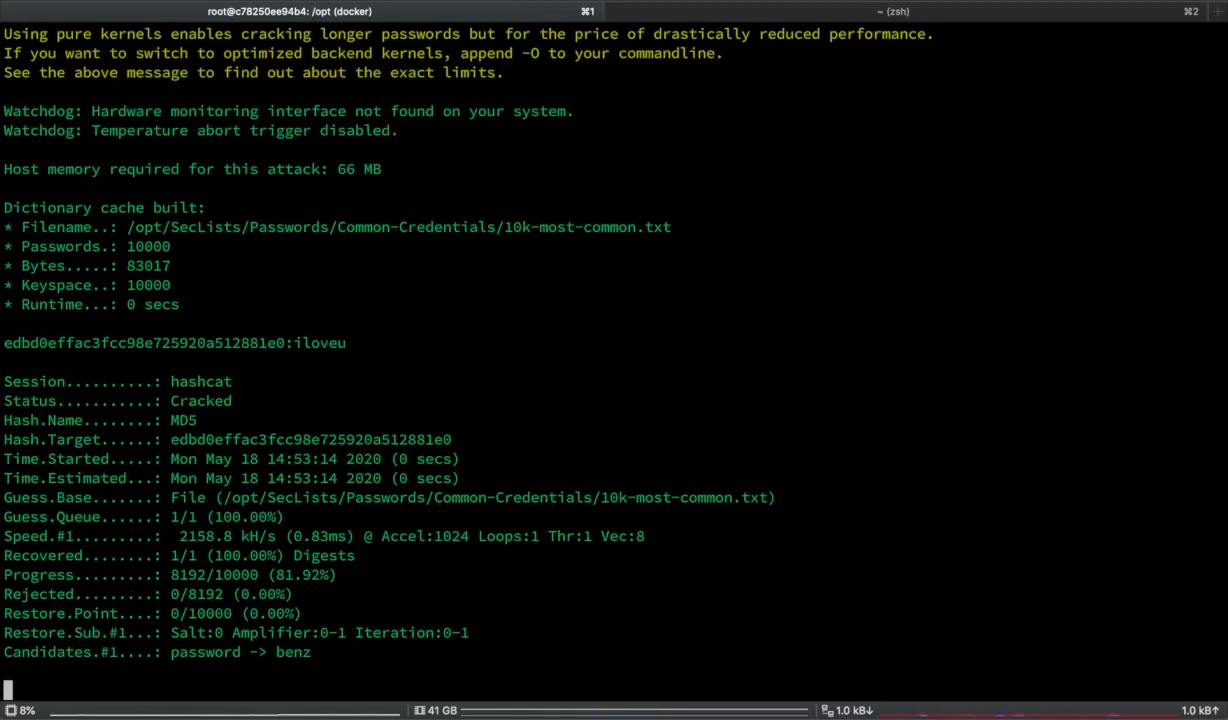 root@c78250ee94b4: /opt (docker) ⌘1 ~ (zsh) ⌘2
Using pure kernels enables cracking longer passwords but for the price of drastically reduced performance.
If you want to switch to optimized backend kernels, append -O to your commandline.
See the above message to find out about the exact limits.
Watchdog: Hardware monitoring interface not found on your system.
Watchdog: Temperature abort trigger disabled.
Host memory required for this attack: 66 MB
Dictionary cache built:
* Filename..: /opt/SecLists/Passwords/Common-Credentials/10k-most-common.txt
* Passwords.: 10000
* Bytes.....: 83017
* Keyspace..: 10000
* Runtime...: 0 secs
edbd0effac3fcc98e725920a512881e0:iloveu
Session..........: hashcat
Status...........: Cracked
Hash.Name........: MD5
Hash.Target......: edbd0effac3fcc98e725920a512881e0
Time.Started.....: Mon May 18 14:53:14 2020 (0 secs)
Time.Estimated...: Mon May 18 14:53:14 2020 (0 secs)
Guess.Base.......: File (/opt/SecLists/Passwords/Common-Credentials/10k-most-common.txt)
Guess.Queue......: 1/1 (100.00%)
Speed.#1.........:  2158.8 kH/s (0.83ms) @ Accel:1024 Loops:1 Thr:1 Vec:8
Recovered........: 1/1 (100.00%) Digests
Progress.........: 8192/10000 (81.92%)
Rejected.........: 0/8192 (0.00%)
Restore.Point....: 0/10000 (0.00%)
Restore.Sub.#1...: Salt:0 Amplifier:0-1 Iteration:0-1
Candidates.#1....: password -> benz
8% 41 GB 1.0 kB↓ 1.0 kB↑